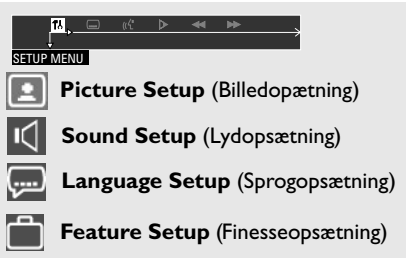 SETUP MENU
Picture Setup (Billedopætning)
Sound Setup (Lydopsætning)
Language Setup (Sprogopsætning)
Feature Setup (Finesseopsætning)